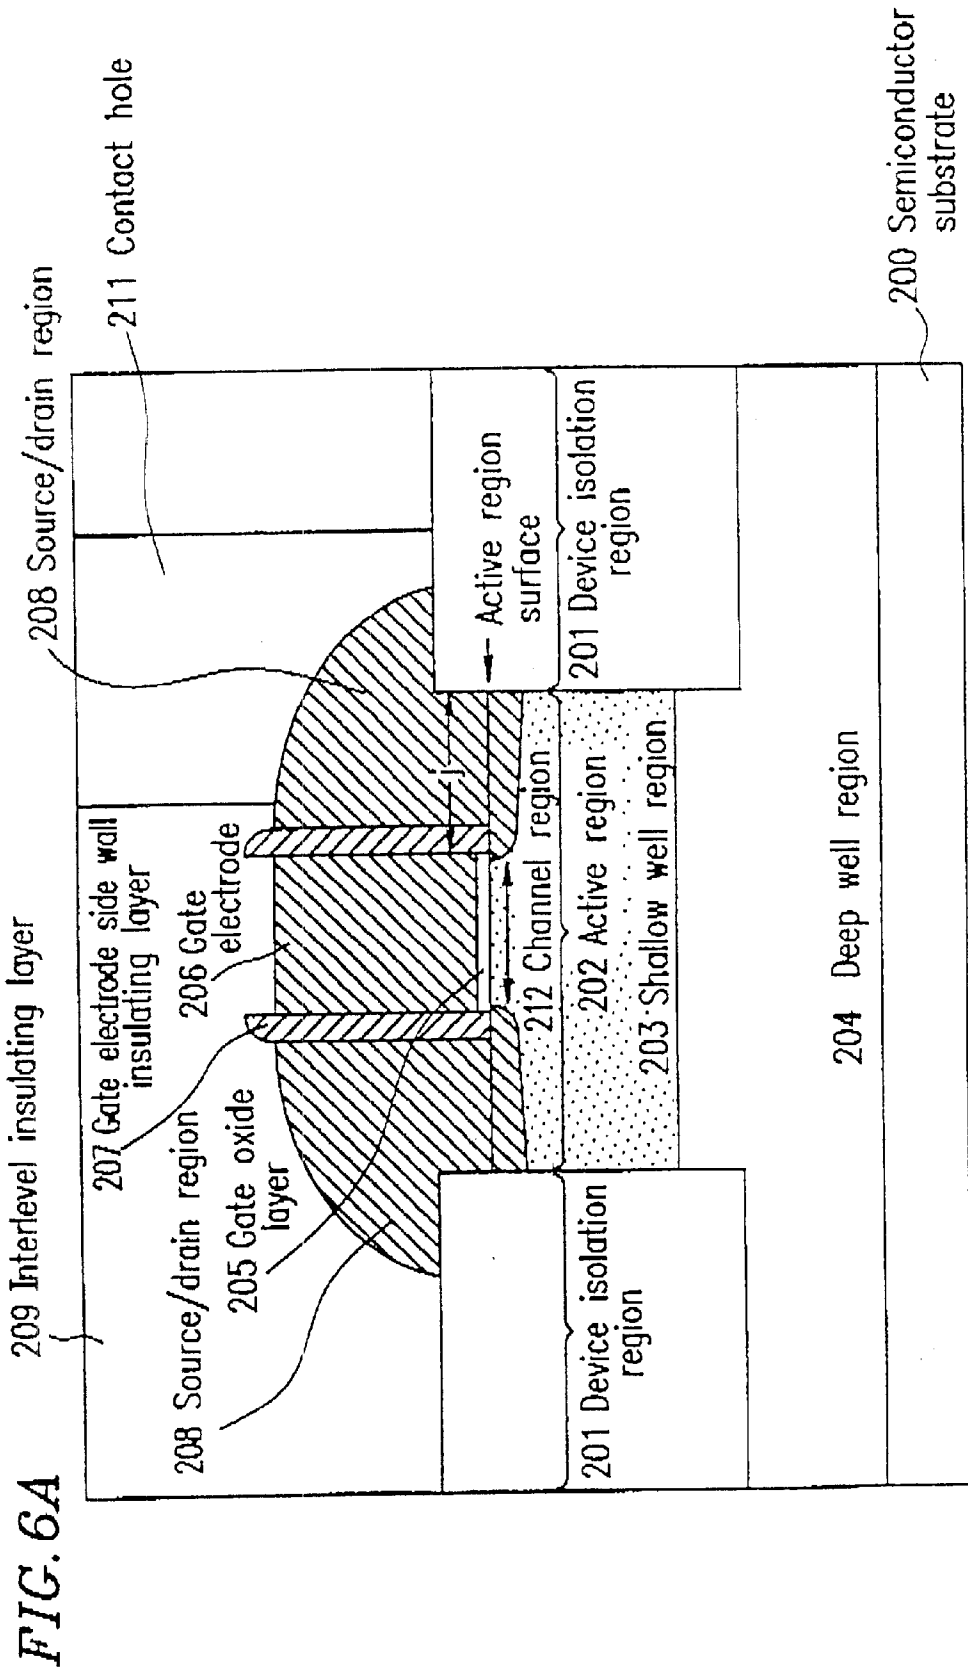 FIG. 6A
209 Interlevel insulating layer
208 Source/drain region
211 Contact hole
207 Gate electrode side wall
insulating layer
206 Gate
electrode
208 Source/drain region
205 Gate oxide
layer
j
Active region
surface
212 Channel region
201 Device isolation
region
202 Active region
201 Device isolation
region
203 Shallow well region
204 Deep well region
200 Semiconductor
substrate